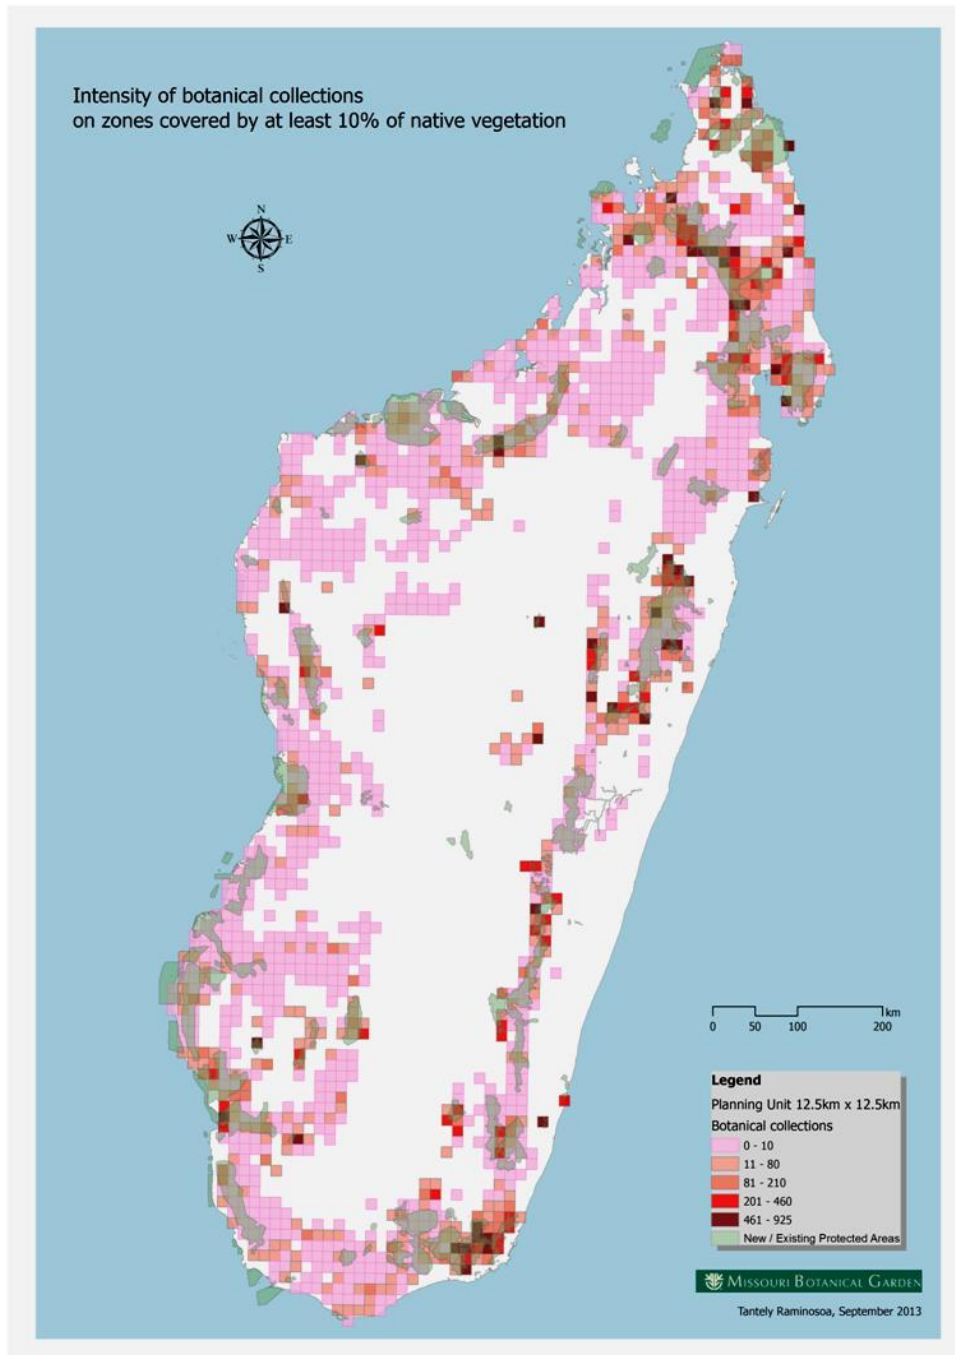 Intensity of botanical collections
on zones covered by at least 10% of native vegetation
N
W E
S
km
0 50 100 200
Legend
Planning Unit 12.5km x 12.5km
Botanical collections
0 - 10
11 - 80
81 - 210
201 - 460
461 - 925
New / Existing Protected Areas
MISSOURI BOTANICAL GARDEN
Tantely Raminosoa, September 2013